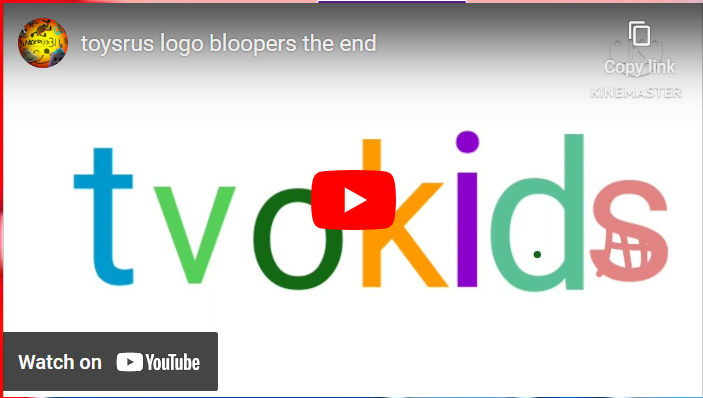 toysrus logo bloopers the end
Copy link
KINEMASTER
tvokids
Watch on YouTube